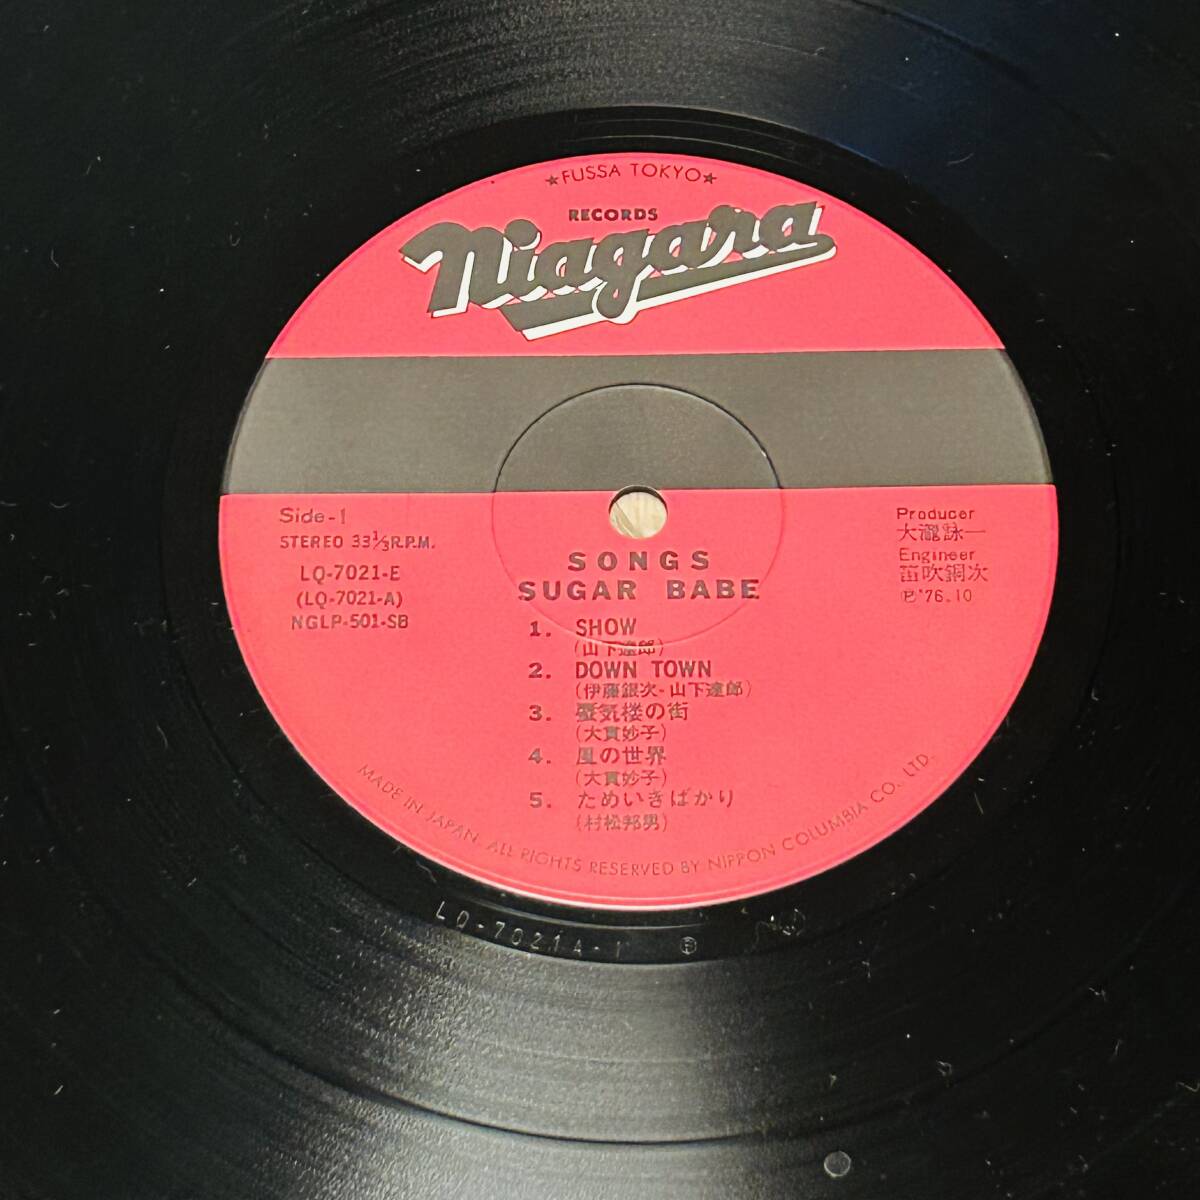 ★FUSSA TOKYO★
RECORDS
Niagara
Side-1
STEREO 33⅓R.P.M.
LQ-7021-E
(LQ-7021-A)
NGLP-501-SB
Producer
大瀧詠一
Engineer
笛吹銅次
Ⓟ'76.10
SONGS
SUGAR BABE
1. SHOW
(山下達郎)
2. DOWN TOWN
(伊藤銀次-山下達郎)
3. 蜃気楼の街
(大貫妙子)
4. 風の世界
(大貫妙子)
5. ためいきばかり
(村松邦男)
MADE IN JAPAN. ALL RIGHTS RESERVED BY NIPPON COLUMBIA CO., LTD.
LQ-7021A-1 Ⓡ